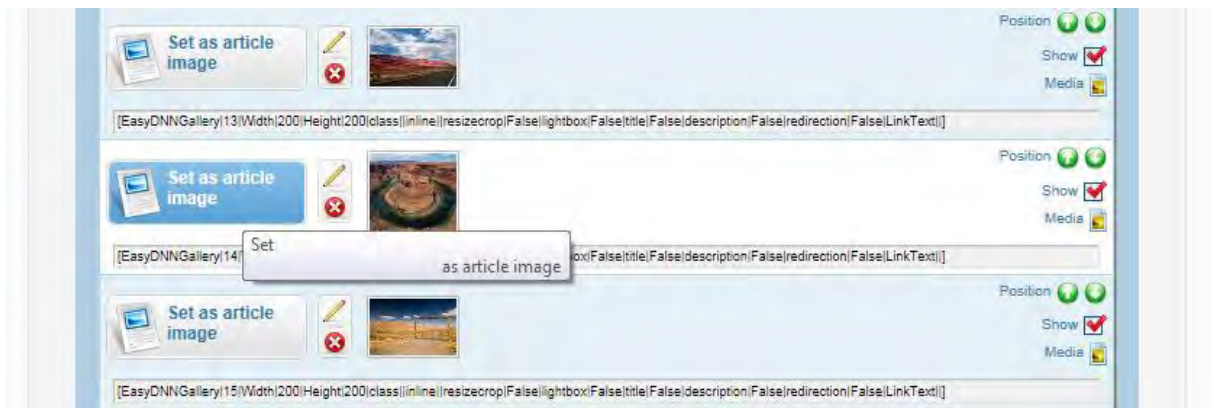 Position
Set as article
image
Show
Media
[EasyDNNGallery|13|Width|200|Height|200|class||inline||resizecrop|False|lightbox|False|title|False|description|False|redirection|False|LinkText||]
Position
Set as article
image
Show
Media
Set
as article image
[EasyDNNGallery|14| ox|False|title|False|description|False|redirection|False|LinkText||]
Position
Set as article
image
Show
Media
[EasyDNNGallery|15|Width|200|Height|200|class||inline||resizecrop|False|lightbox|False|title|False|description|False|redirection|False|LinkText||]